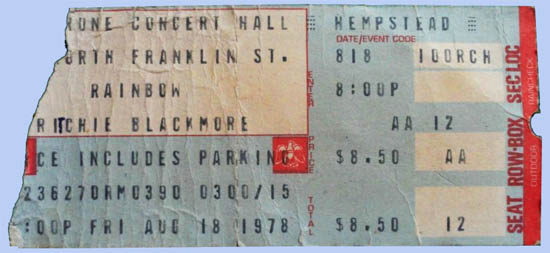 RONE CONCERT HALL HEMPSTEAD
DATE/EVENT CODE
ORTH FRANKLIN ST. 818 100RCH
RAINBOW 8:00P
RITCHIE BLACKMORE AA 12
CE INCLUDES PARKING $8.50 AA
236270RM0390 0300/15
:00P FRI AUG 18 1978 $8.50 12
ENTER
PRICE
TOTAL
SEC LOC.
ROW-BOX
SEAT
RAINCHECK
OUTDOOR